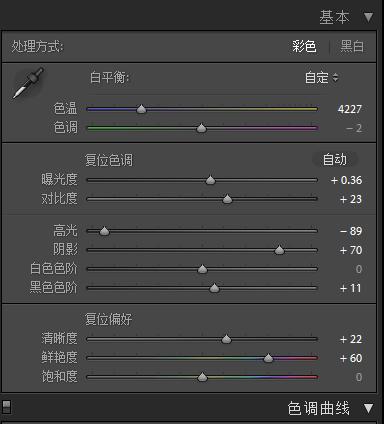 基本 ▼
处理方式: 彩色 | 黑白
白平衡: 自定
色温 4227
色调 − 2
复位色调 自动
曝光度 + 0.36
对比度 + 23
高光 − 89
阴影 + 70
白色色阶 0
黑色色阶 + 11
复位偏好
清晰度 + 22
鲜艳度 + 60
饱和度 0
色调曲线 ▼